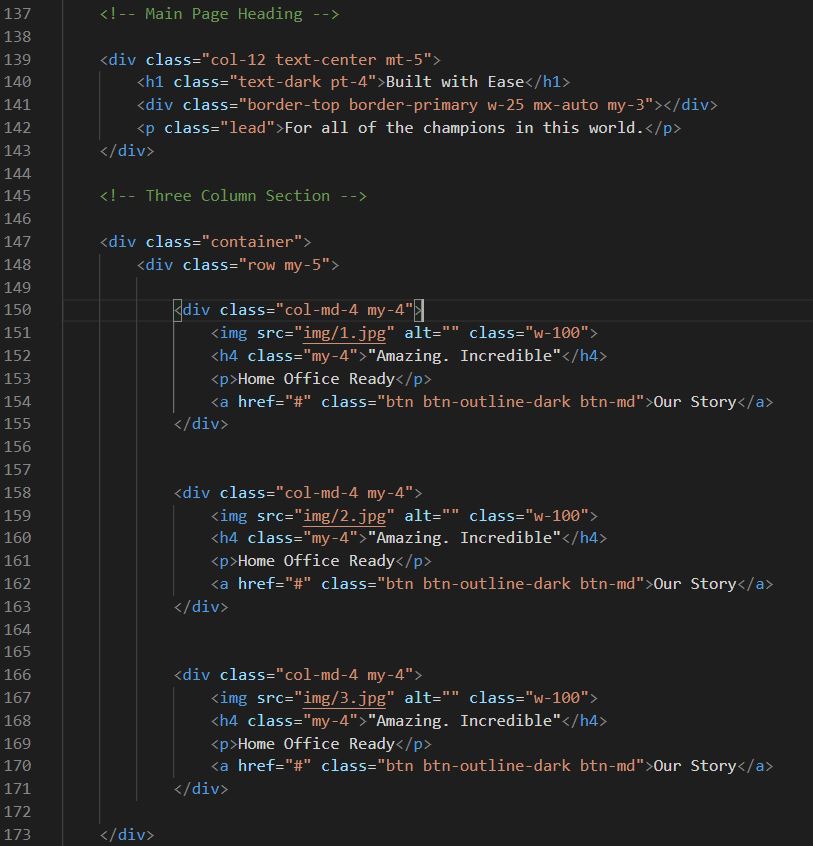 137 <!-- Main Page Heading -->
138
139 <div class="col-12 text-center mt-5">
140 <h1 class="text-dark pt-4">Built with Ease</h1>
141 <div class="border-top border-primary w-25 mx-auto my-3"></div>
142 <p class="lead">For all of the champions in this world.</p>
143 </div>
144
145 <!-- Three Column Section -->
146
147 <div class="container">
148 <div class="row my-5">
149
150 <div class="col-md-4 my-4">
151 <img src="img/1.jpg" alt="" class="w-100">
152 <h4 class="my-4">"Amazing. Incredible"</h4>
153 <p>Home Office Ready</p>
154 <a href="#" class="btn btn-outline-dark btn-md">Our Story</a>
155 </div>
156
157
158 <div class="col-md-4 my-4">
159 <img src="img/2.jpg" alt="" class="w-100">
160 <h4 class="my-4">"Amazing. Incredible"</h4>
161 <p>Home Office Ready</p>
162 <a href="#" class="btn btn-outline-dark btn-md">Our Story</a>
163 </div>
164
165
166 <div class="col-md-4 my-4">
167 <img src="img/3.jpg" alt="" class="w-100">
168 <h4 class="my-4">"Amazing. Incredible"</h4>
169 <p>Home Office Ready</p>
170 <a href="#" class="btn btn-outline-dark btn-md">Our Story</a>
171 </div>
172
173 </div>